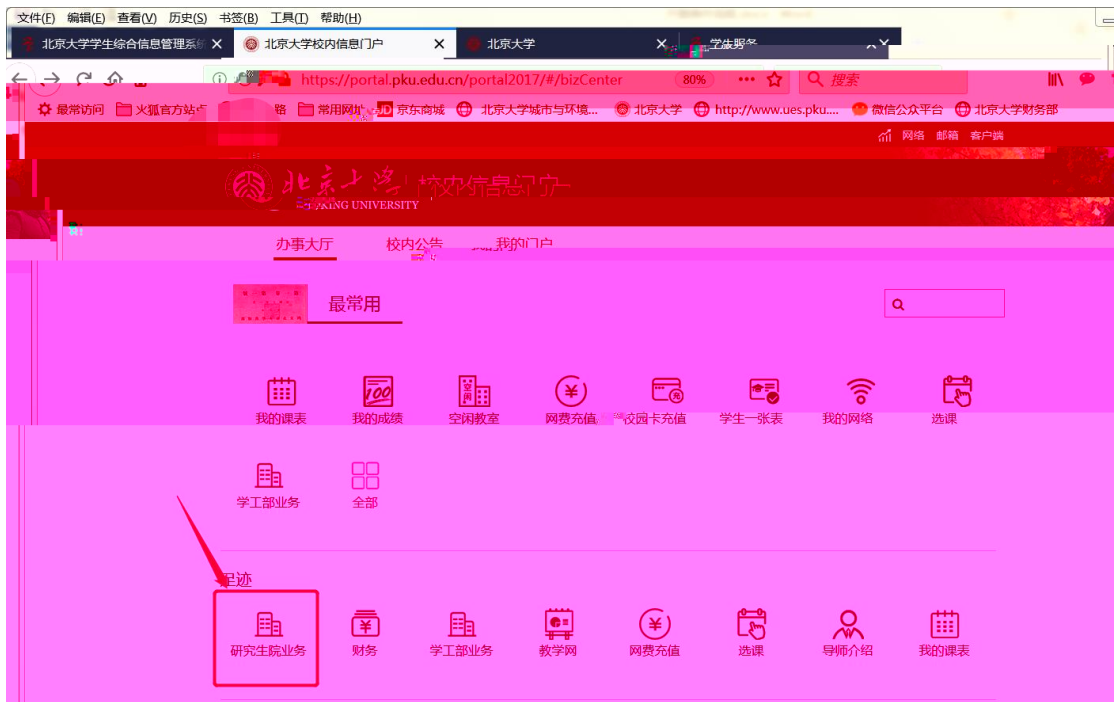 文件(F) 编辑(E) 查看(V) 历史(S) 书签(B) 工具(T) 帮助(H)
北京大学学生综合信息管理系统 北京大学校内信息门户 北京大学
https://portal.pku.edu.cn/portal2017/#/bizCenter 80% 搜索
最常访问 火狐官方站点 常用网址 京东商城 北京大学城市与环境... 北京大学 http://www.ues.pku.... 微信公众平台 北京大学财务部
网络 邮箱 客户端
北京大学 校内信息门户
PEKING UNIVERSITY
办事大厅 校内公告 我的门户
最常用
我的课表 我的成绩 空闲教室 网费充值 校园卡充值 学生一张表 我的网络 选课
学工部业务 全部
足迹
研究生院业务 财务 学工部业务 教学网 网费充值 选课 导师介绍 我的课表